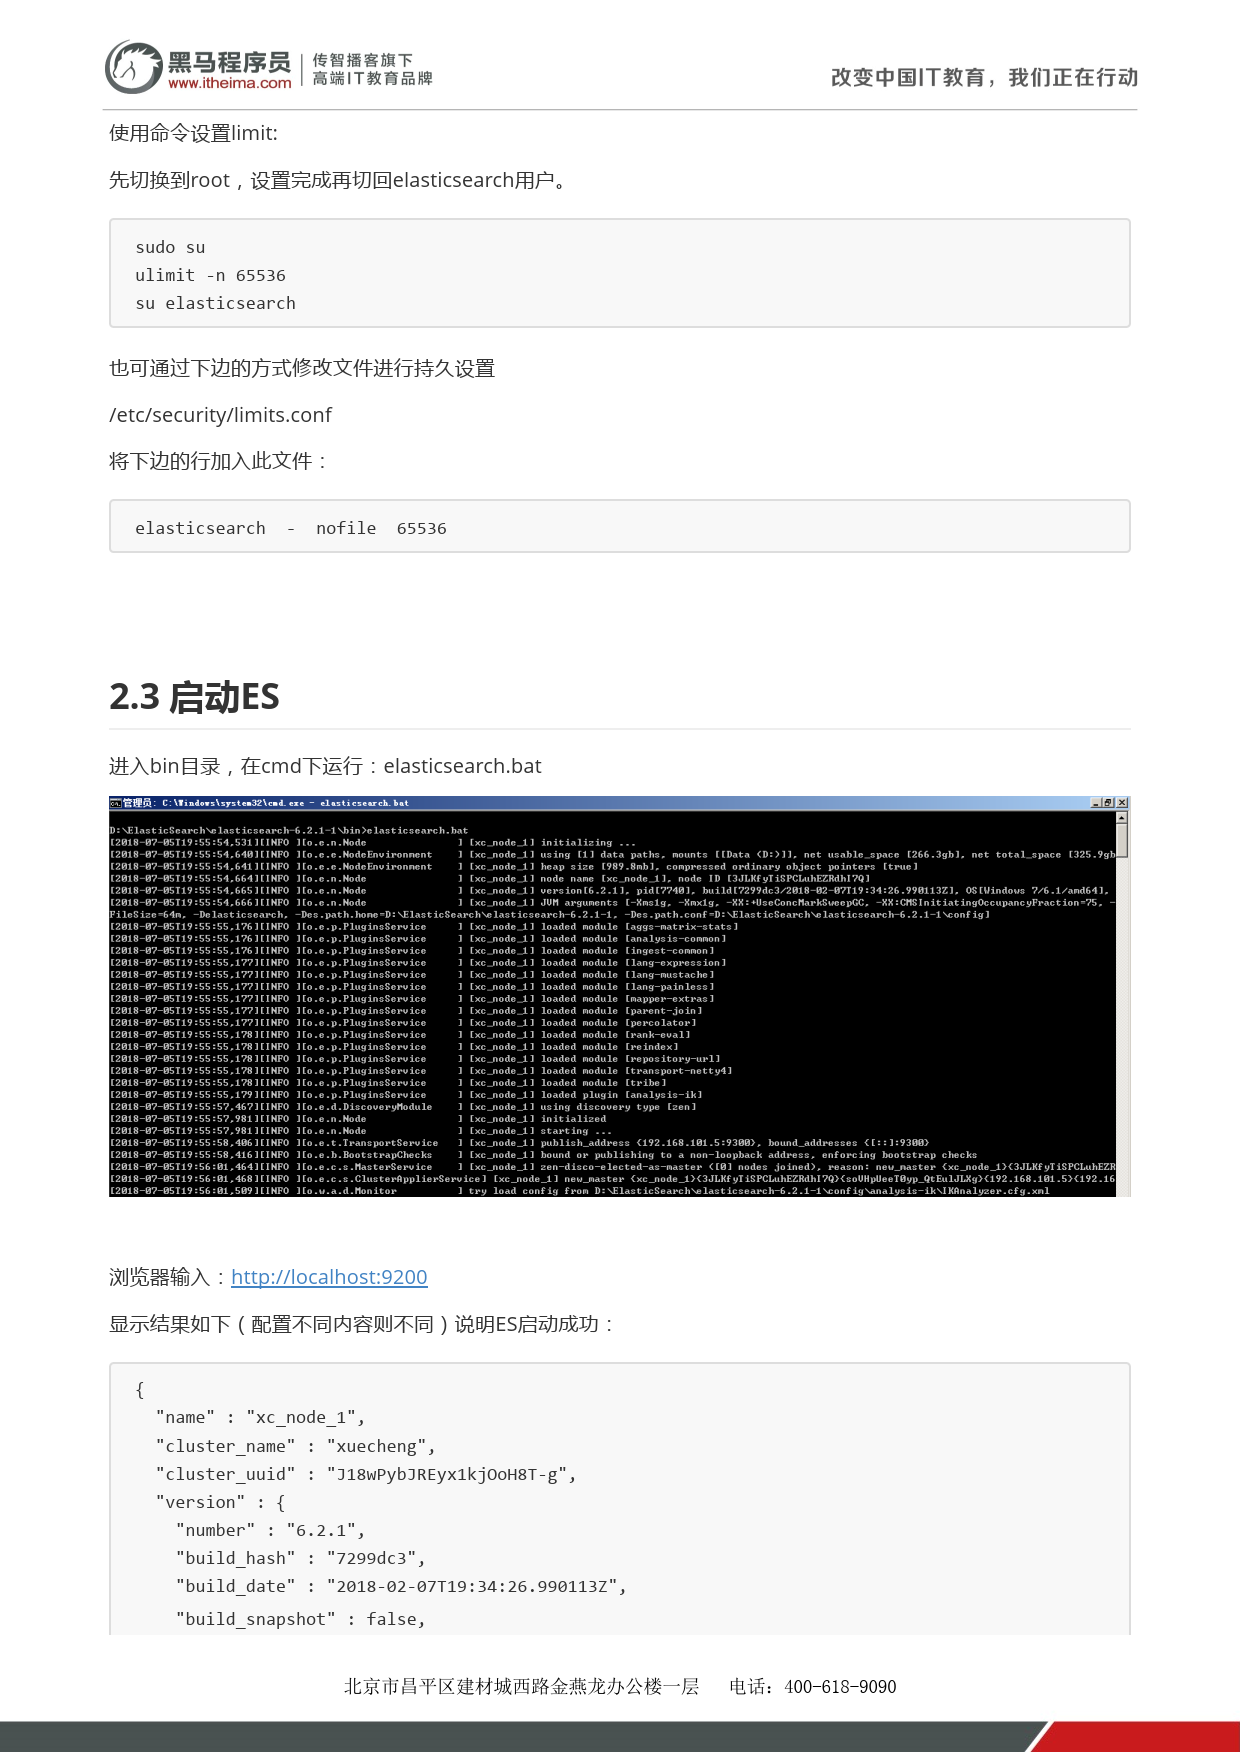 黑马程序员
www.itheima.com
传智播客旗下
高端IT教育品牌
改变中国IT教育，我们正在行动
使用命令设置limit:
先切换到root，设置完成再切回elasticsearch用户。
sudo su
ulimit -n 65536
su elasticsearch
也可通过下边的方式修改文件进行持久设置
/etc/security/limits.conf
将下边的行加入此文件：
elasticsearch  -  nofile  65536
2.3 启动ES
进入bin目录，在cmd下运行：elasticsearch.bat
管理员: C:\Windows\system32\cmd.exe - elasticsearch.bat
D:\ElasticSearch\elasticsearch-6.2.1-1\bin>elasticsearch.bat
[2018-07-05T19:55:54,531][INFO ][o.e.n.Node               ] [xc_node_1] initializing ...
[2018-07-05T19:55:54,640][INFO ][o.e.e.NodeEnvironment    ] [xc_node_1] using [1] data paths, mounts [[Data (D:)]], net usable_space [266.3gb], net total_space [325.9gb
[2018-07-05T19:55:54,641][INFO ][o.e.e.NodeEnvironment    ] [xc_node_1] heap size [989.8mb], compressed ordinary object pointers [true]
[2018-07-05T19:55:54,664][INFO ][o.e.n.Node               ] [xc_node_1] node name [xc_node_1], node ID [3JLKfyTiSPCLuhEZRdhI7Q]
[2018-07-05T19:55:54,665][INFO ][o.e.n.Node               ] [xc_node_1] version[6.2.1], pid[7740], build[7299dc3/2018-02-07T19:34:26.990113Z], OS[Windows 7/6.1/amd64],
[2018-07-05T19:55:54,666][INFO ][o.e.n.Node               ] [xc_node_1] JVM arguments [-Xms1g, -Xmx1g, -XX:+UseConcMarkSweepGC, -XX:CMSInitiatingOccupancyFraction=75, -
FileSize=64m, -Delasticsearch, -Des.path.home=D:\ElasticSearch\elasticsearch-6.2.1-1, -Des.path.conf=D:\ElasticSearch\elasticsearch-6.2.1-1\config]
[2018-07-05T19:55:55,176][INFO ][o.e.p.PluginsService     ] [xc_node_1] loaded module [aggs-matrix-stats]
[2018-07-05T19:55:55,176][INFO ][o.e.p.PluginsService     ] [xc_node_1] loaded module [analysis-common]
[2018-07-05T19:55:55,176][INFO ][o.e.p.PluginsService     ] [xc_node_1] loaded module [ingest-common]
[2018-07-05T19:55:55,177][INFO ][o.e.p.PluginsService     ] [xc_node_1] loaded module [lang-expression]
[2018-07-05T19:55:55,177][INFO ][o.e.p.PluginsService     ] [xc_node_1] loaded module [lang-mustache]
[2018-07-05T19:55:55,177][INFO ][o.e.p.PluginsService     ] [xc_node_1] loaded module [lang-painless]
[2018-07-05T19:55:55,177][INFO ][o.e.p.PluginsService     ] [xc_node_1] loaded module [mapper-extras]
[2018-07-05T19:55:55,177][INFO ][o.e.p.PluginsService     ] [xc_node_1] loaded module [parent-join]
[2018-07-05T19:55:55,177][INFO ][o.e.p.PluginsService     ] [xc_node_1] loaded module [percolator]
[2018-07-05T19:55:55,178][INFO ][o.e.p.PluginsService     ] [xc_node_1] loaded module [rank-eval]
[2018-07-05T19:55:55,178][INFO ][o.e.p.PluginsService     ] [xc_node_1] loaded module [reindex]
[2018-07-05T19:55:55,178][INFO ][o.e.p.PluginsService     ] [xc_node_1] loaded module [repository-url]
[2018-07-05T19:55:55,178][INFO ][o.e.p.PluginsService     ] [xc_node_1] loaded module [transport-netty4]
[2018-07-05T19:55:55,178][INFO ][o.e.p.PluginsService     ] [xc_node_1] loaded module [tribe]
[2018-07-05T19:55:55,179][INFO ][o.e.p.PluginsService     ] [xc_node_1] loaded plugin [analysis-ik]
[2018-07-05T19:55:57,467][INFO ][o.e.d.DiscoveryModule    ] [xc_node_1] using discovery type [zen]
[2018-07-05T19:55:57,981][INFO ][o.e.n.Node               ] [xc_node_1] initialized
[2018-07-05T19:55:57,981][INFO ][o.e.n.Node               ] [xc_node_1] starting ...
[2018-07-05T19:55:58,406][INFO ][o.e.t.TransportService   ] [xc_node_1] publish_address {192.168.101.5:9300}, bound_addresses {[::]:9300}
[2018-07-05T19:55:58,416][INFO ][o.e.b.BootstrapChecks    ] [xc_node_1] bound or publishing to a non-loopback address, enforcing bootstrap checks
[2018-07-05T19:56:01,464][INFO ][o.e.c.s.MasterService    ] [xc_node_1] zen-disco-elected-as-master ([0] nodes joined), reason: new_master {xc_node_1}{3JLKfyTiSPCLuhEZR
[2018-07-05T19:56:01,468][INFO ][o.e.c.s.ClusterApplierService] [xc_node_1] new_master {xc_node_1}{3JLKfyTiSPCLuhEZRdhI7Q}{soVHpUeeT0yp_QtEulJLXg}{192.168.101.5}{192.16
[2018-07-05T19:56:01,509][INFO ][o.w.a.d.Monitor          ] try load config from D:\ElasticSearch\elasticsearch-6.2.1-1\config\analysis-ik\IKAnalyzer.cfg.xml
浏览器输入：http://localhost:9200
显示结果如下（配置不同内容则不同）说明ES启动成功：
{
  "name" : "xc_node_1",
  "cluster_name" : "xuecheng",
  "cluster_uuid" : "J18wPybJREyx1kjOoH8T-g",
  "version" : {
    "number" : "6.2.1",
    "build_hash" : "7299dc3",
    "build_date" : "2018-02-07T19:34:26.990113Z",
    "build_snapshot" : false,
北京市昌平区建材城西路金燕龙办公楼一层    电话：400-618-9090